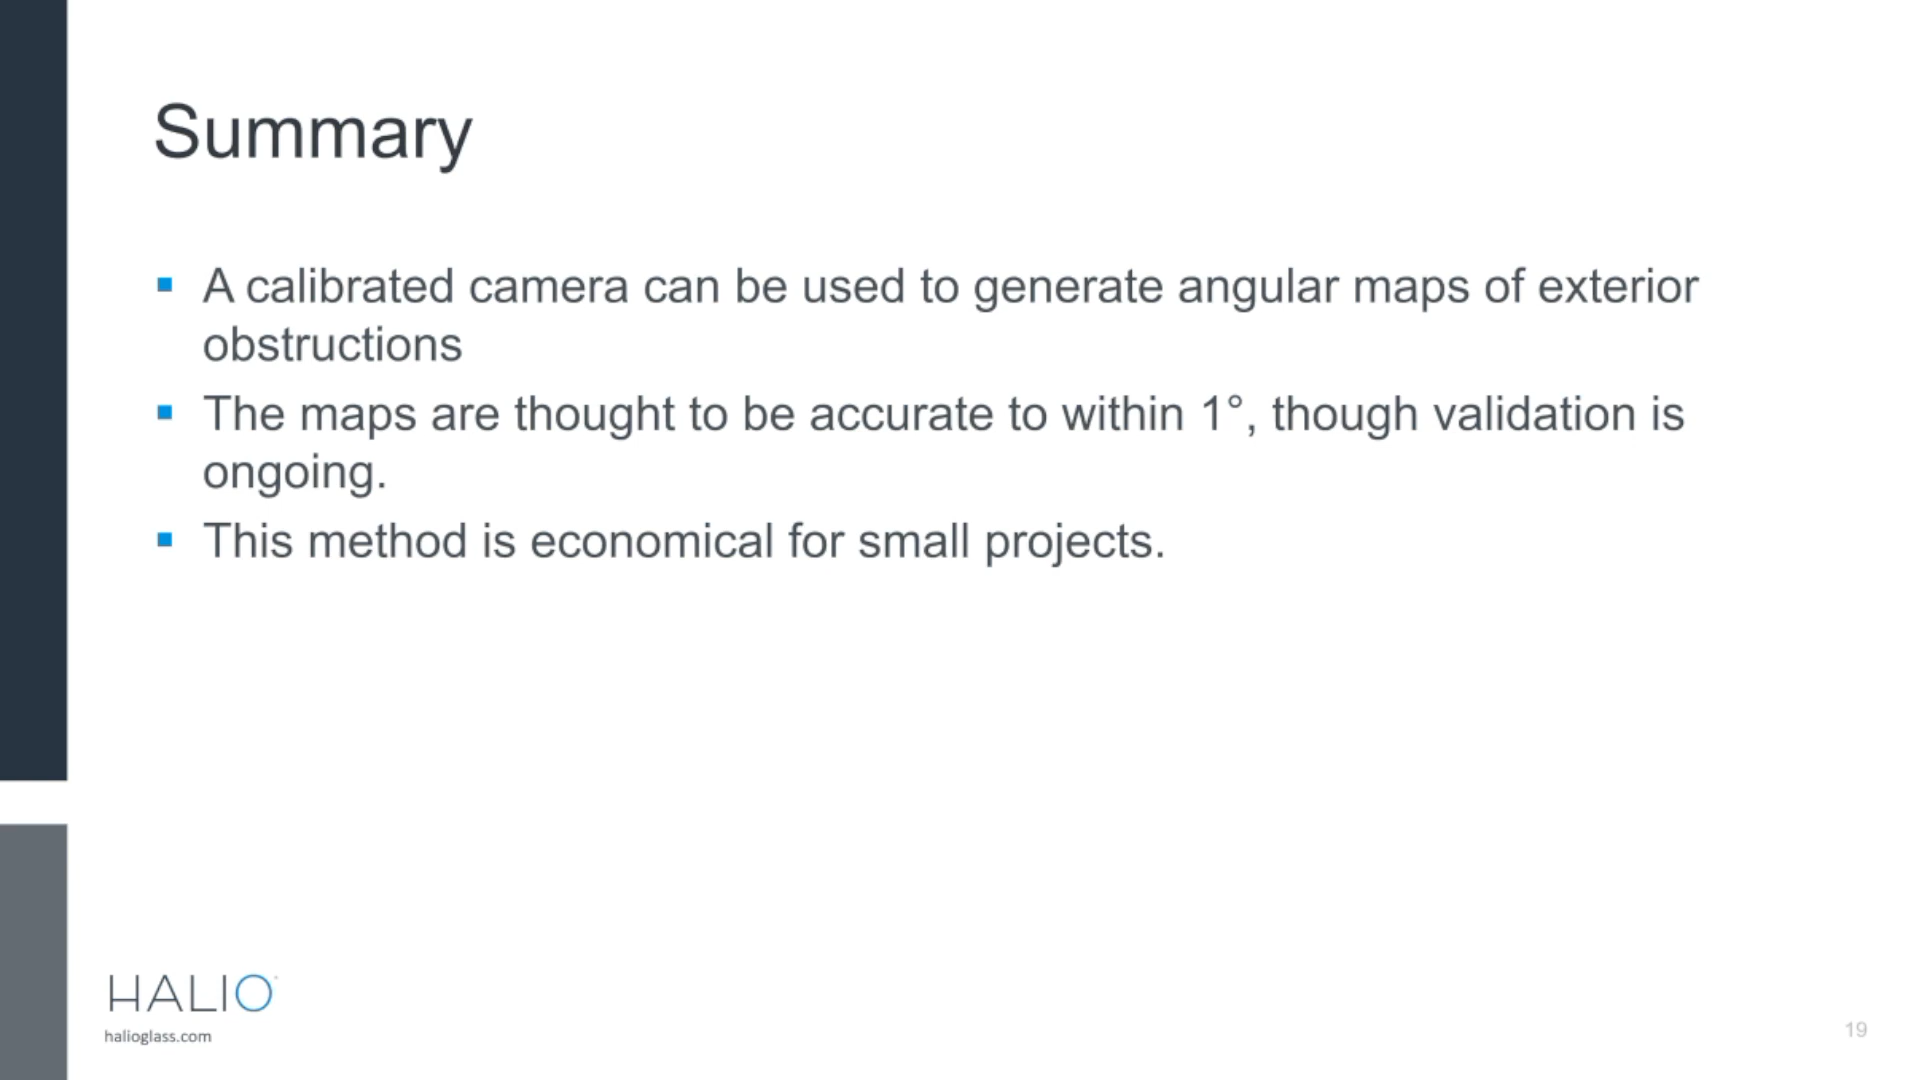 Summary
A calibrated camera can be used to generate angular maps of exterior
obstructions
The maps are thought to be accurate to within 1°, though validation is
ongoing.
This method is economical for small projects.
HALIO
halioglass.com
19